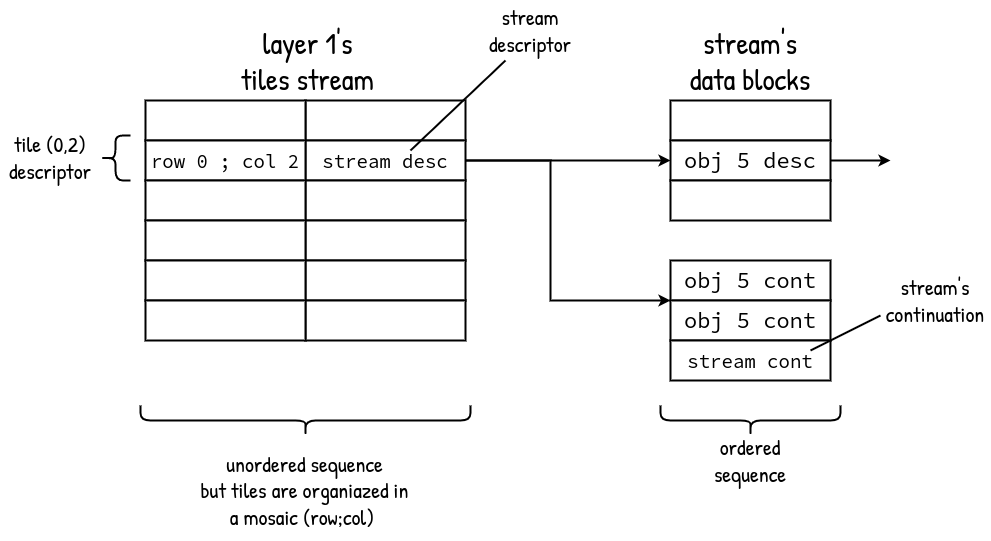 stream
descriptor
layer 1's
tiles stream
stream's
data blocks
tile (0,2)
descriptor
row 0 ; col 2
stream desc
obj 5 desc
obj 5 cont
obj 5 cont
stream cont
stream's
continuation
unordered sequence
but tiles are organiazed in
a mosaic (row;col)
ordered
sequence